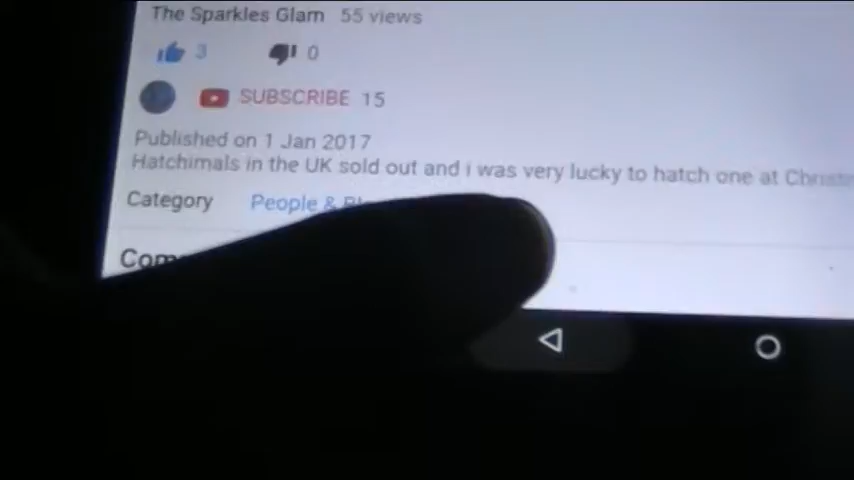 The Sparkles Glam 55 views
3 0
SUBSCRIBE 15
Published on 1 Jan 2017
Hatchimals in the UK sold out and i was very lucky to hatch one at
Category People &